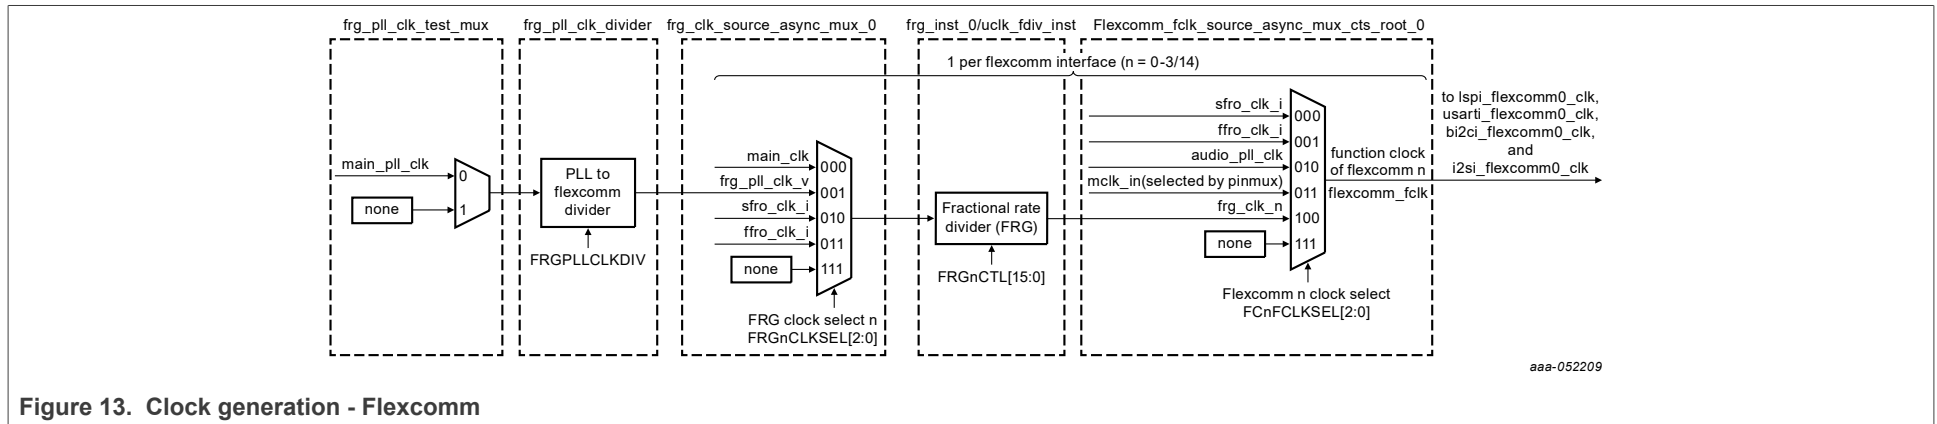 frg_pll_clk_test_mux
frg_pll_clk_divider
frg_clk_source_async_mux_0
frg_inst_0/uclk_fdiv_inst
Flexcomm_fclk_source_async_mux_cts_root_0
1 per flexcomm interface (n = 0-3/14)
main_pll_clk
0
none
1
PLL to
flexcomm
divider
FRGPLLCLKDIV
main_clk
000
frg_pll_clk_v
001
sfro_clk_i
010
ffro_clk_i
011
none
111
FRG clock select n
FRGnCLKSEL[2:0]
Fractional rate
divider (FRG)
FRGnCTL[15:0]
sfro_clk_i
000
ffro_clk_i
001
audio_pll_clk
010
mclk_in(selected by pinmux)
011
frg_clk_n
100
none
111
Flexcomm n clock select
FCnFCLKSEL[2:0]
function clock
of flexcomm n
flexcomm_fclk
to lspi_flexcomm0_clk,
usarti_flexcomm0_clk,
bi2ci_flexcomm0_clk,
and
i2si_flexcomm0_clk
aaa-052209
Figure 13. Clock generation - Flexcomm